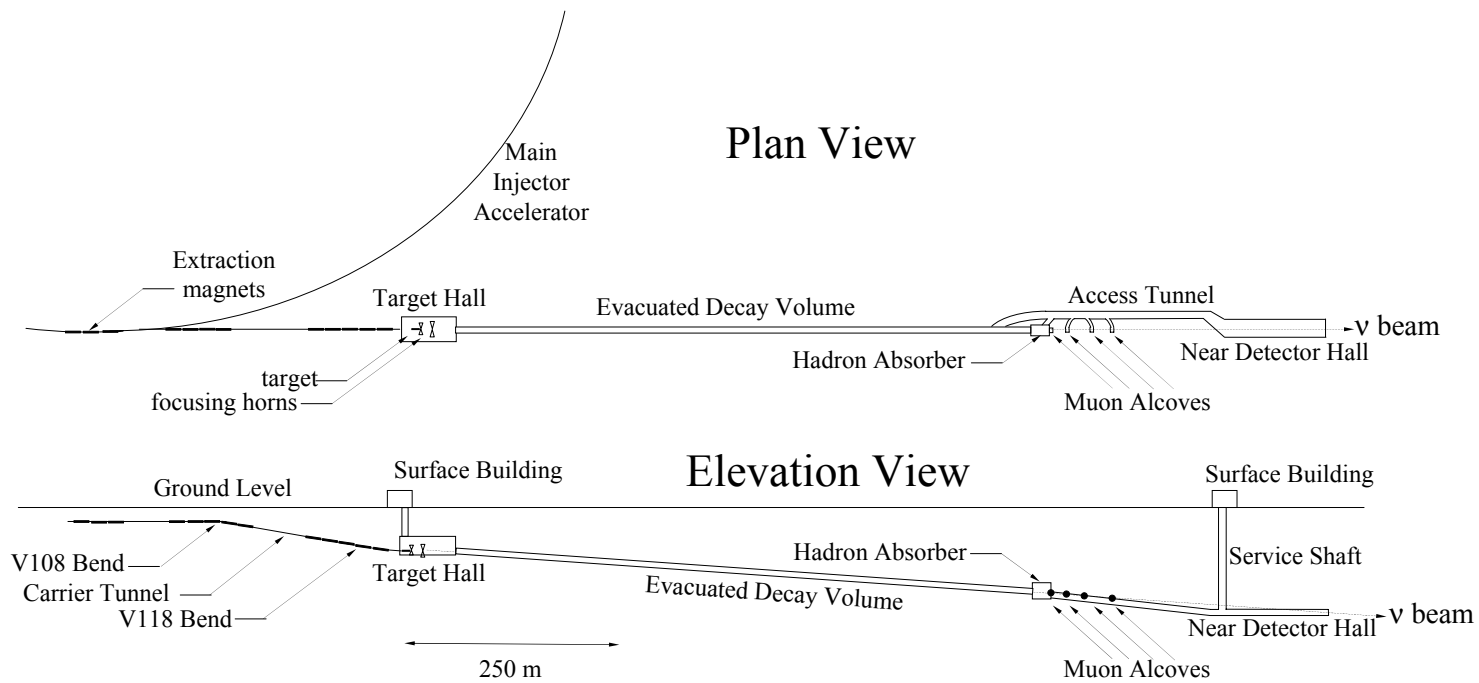 Plan View
Main
Injector
Accelerator
Extraction
magnets
Target Hall
Evacuated Decay Volume
Access Tunnel
ν beam
Hadron Absorber
Near Detector Hall
target
focusing horns
Muon Alcoves
Elevation View
Surface Building
Surface Building
Ground Level
V108 Bend
Carrier Tunnel
V118 Bend
Target Hall
Hadron Absorber
Service Shaft
Evacuated Decay Volume
ν beam
Near Detector Hall
250 m
Muon Alcoves